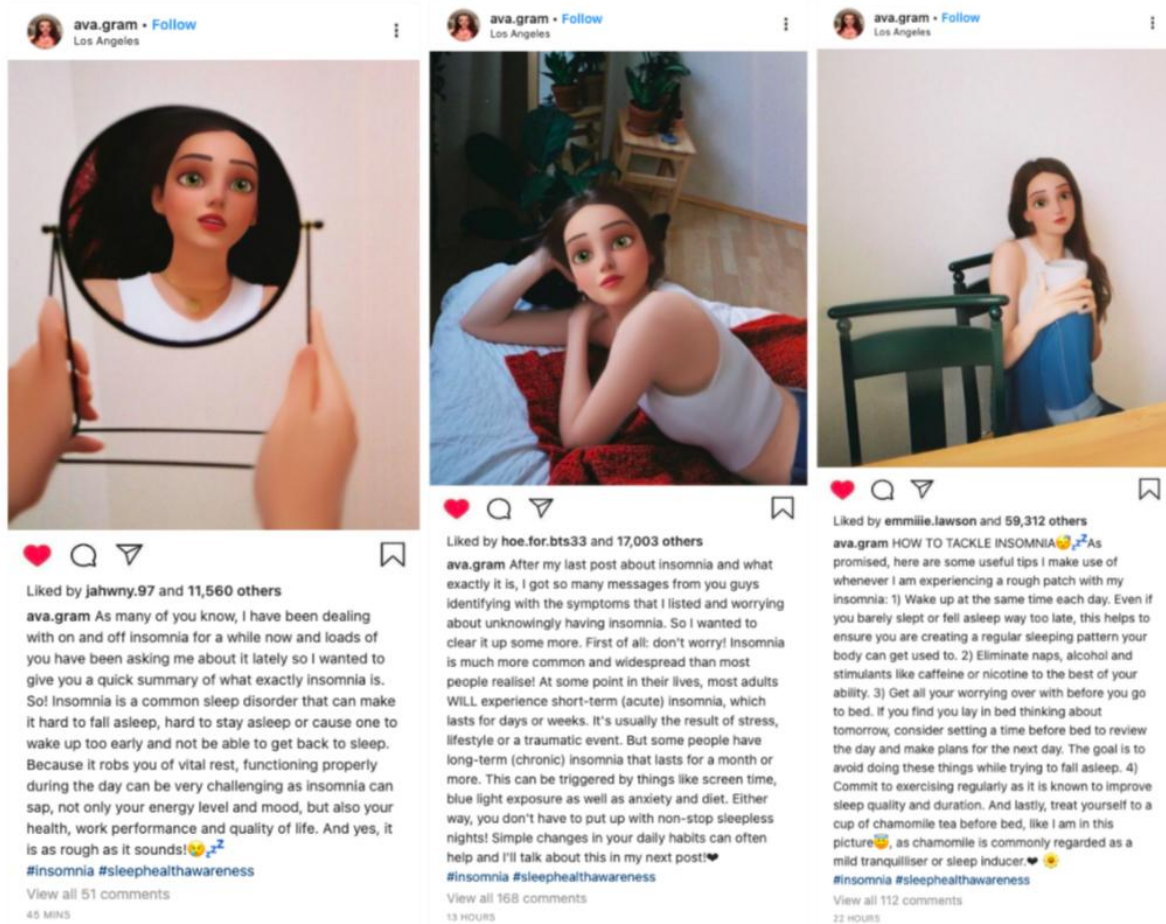 ava.gram • Follow
Los Angeles
Liked by jahwny.97 and 11,560 others
ava.gram As many of you know, I have been dealing
with on and off insomnia for a while now and loads of
you have been asking me about it lately so I wanted to
give you a quick summary of what exactly insomnia is.
So! Insomnia is a common sleep disorder that can make
it hard to fall asleep, hard to stay asleep or cause one to
wake up too early and not be able to get back to sleep.
Because it robs you of vital rest, functioning properly
during the day can be very challenging as insomnia can
sap, not only your energy level and mood, but also your
health, work performance and quality of life. And yes, it
is as rough as it sounds!😢💤
#insomnia #sleephealthawareness
View all 51 comments
45 MINS
ava.gram • Follow
Los Angeles
Liked by hoe.for.bts33 and 17,003 others
ava.gram After my last post about insomnia and what
exactly it is, I got so many messages from you guys
identifying with the symptoms that I listed and worrying
about unknowingly having insomnia. So I wanted to
clear it up some more. First of all: don't worry! Insomnia
is much more common and widespread than most
people realise! At some point in their lives, most adults
WILL experience short-term (acute) insomnia, which
lasts for days or weeks. It's usually the result of stress,
lifestyle or a traumatic event. But some people have
long-term (chronic) insomnia that lasts for a month or
more. This can be triggered by things like screen time,
blue light exposure as well as anxiety and diet. Either
way, you don't have to put up with non-stop sleepless
nights! Simple changes in your daily habits can often
help and I'll talk about this in my next post!❤
#insomnia #sleephealthawareness
View all 168 comments
13 HOURS
ava.gram • Follow
Los Angeles
Liked by emmiiie.lawson and 59,312 others
ava.gram HOW TO TACKLE INSOMNIA😴💤As
promised, here are some useful tips I make use of
whenever I am experiencing a rough patch with my
insomnia: 1) Wake up at the same time each day. Even if
you barely slept or fell asleep way too late, this helps to
ensure you are creating a regular sleeping pattern your
body can get used to. 2) Eliminate naps, alcohol and
stimulants like caffeine or nicotine to the best of your
ability. 3) Get all your worrying over with before you go
to bed. If you find you lay in bed thinking about
tomorrow, consider setting a time before bed to review
the day and make plans for the next day. The goal is to
avoid doing these things while trying to fall asleep. 4)
Commit to exercising regularly as it is known to improve
sleep quality and duration. And lastly, treat yourself to a
cup of chamomile tea before bed, like I am in this
picture😇, as chamomile is commonly regarded as a
mild tranquilliser or sleep inducer.❤ 🌼
#insomnia #sleephealthawareness
View all 112 comments
22 HOURS